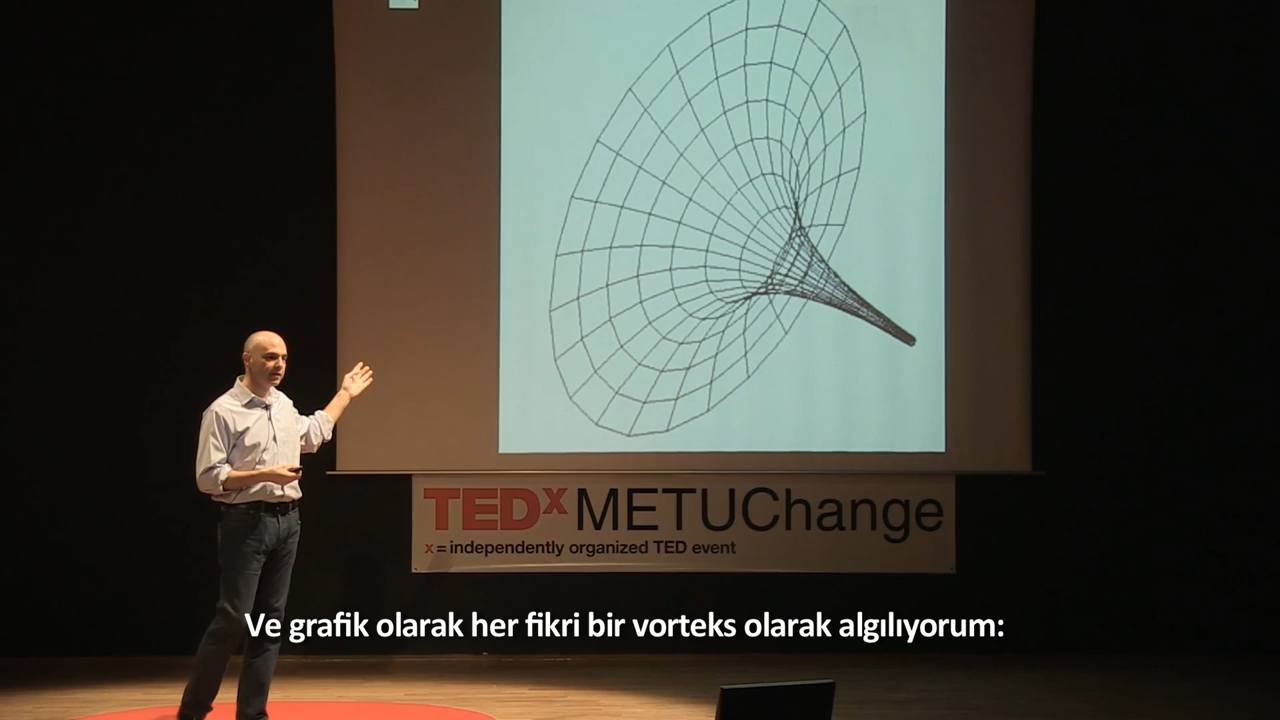 TEDx METUChange
x = independently organized TED event
Ve grafik olarak her fikri bir vorteks olarak algılıyorum: